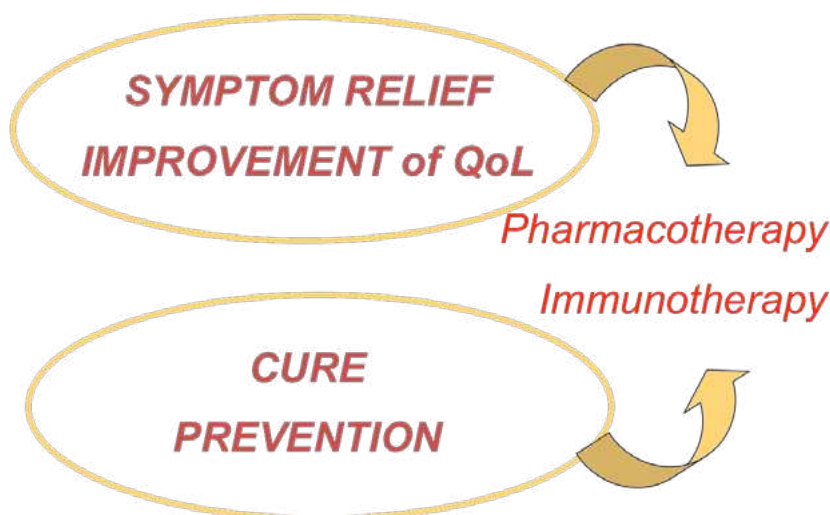 SYMPTOM RELIEF
IMPROVEMENT of QoL
Pharmacotherapy
Immunotherapy
CURE
PREVENTION